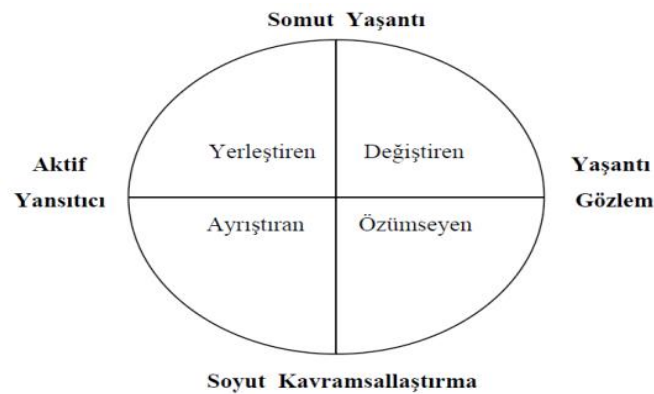 Somut Yaşantı
Yerleştiren
Değiştiren
Aktif
Yansıtıcı
Yaşantı
Gözlem
Ayrıştıran
Özümseyen
Soyut Kavramsallaştırma